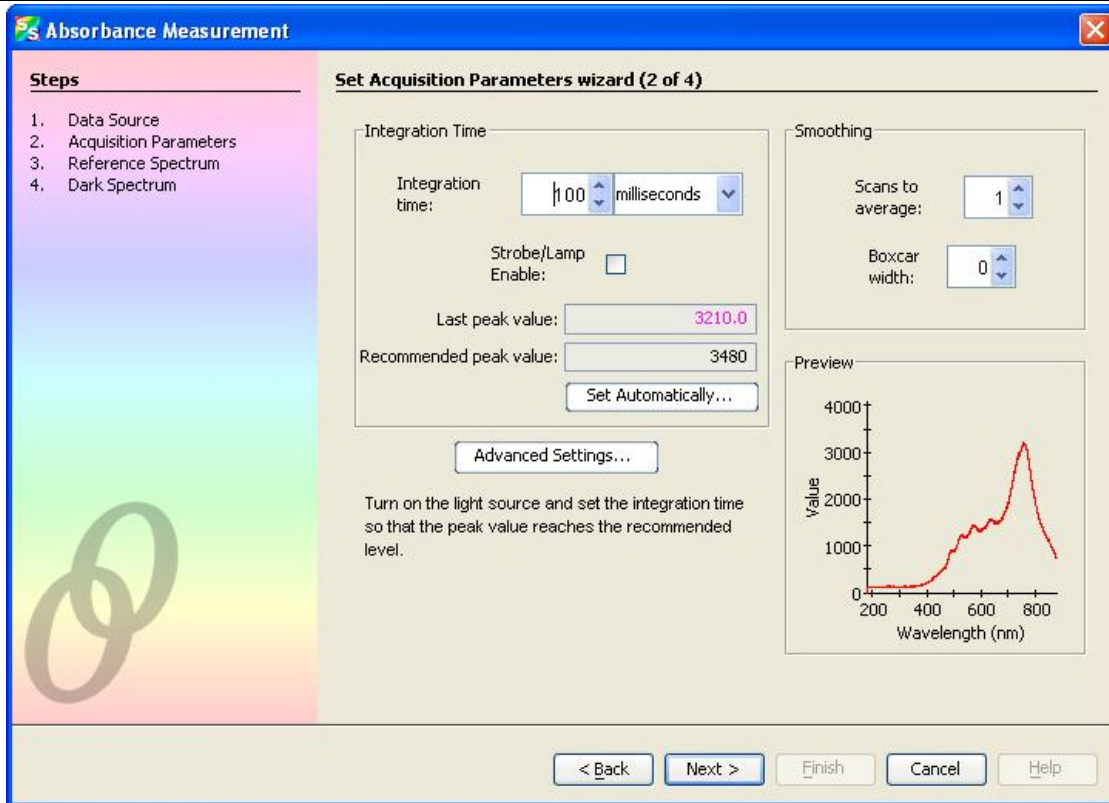 Absorbance Measurement
Steps
1. Data Source
2. Acquisition Parameters
3. Reference Spectrum
4. Dark Spectrum
Set Acquisition Parameters wizard (2 of 4)
Integration Time
Integration time:
100
milliseconds
Strobe/Lamp Enable:
Last peak value:
3210.0
Recommended peak value:
3480
Set Automatically...
Advanced Settings...
Turn on the light source and set the integration time
so that the peak value reaches the recommended
level.
Smoothing
Scans to average:
1
Boxcar width:
0
Preview
4000
3000
2000
1000
0
Value
200 400 600 800
Wavelength (nm)
< Back
Next >
Finish
Cancel
Help